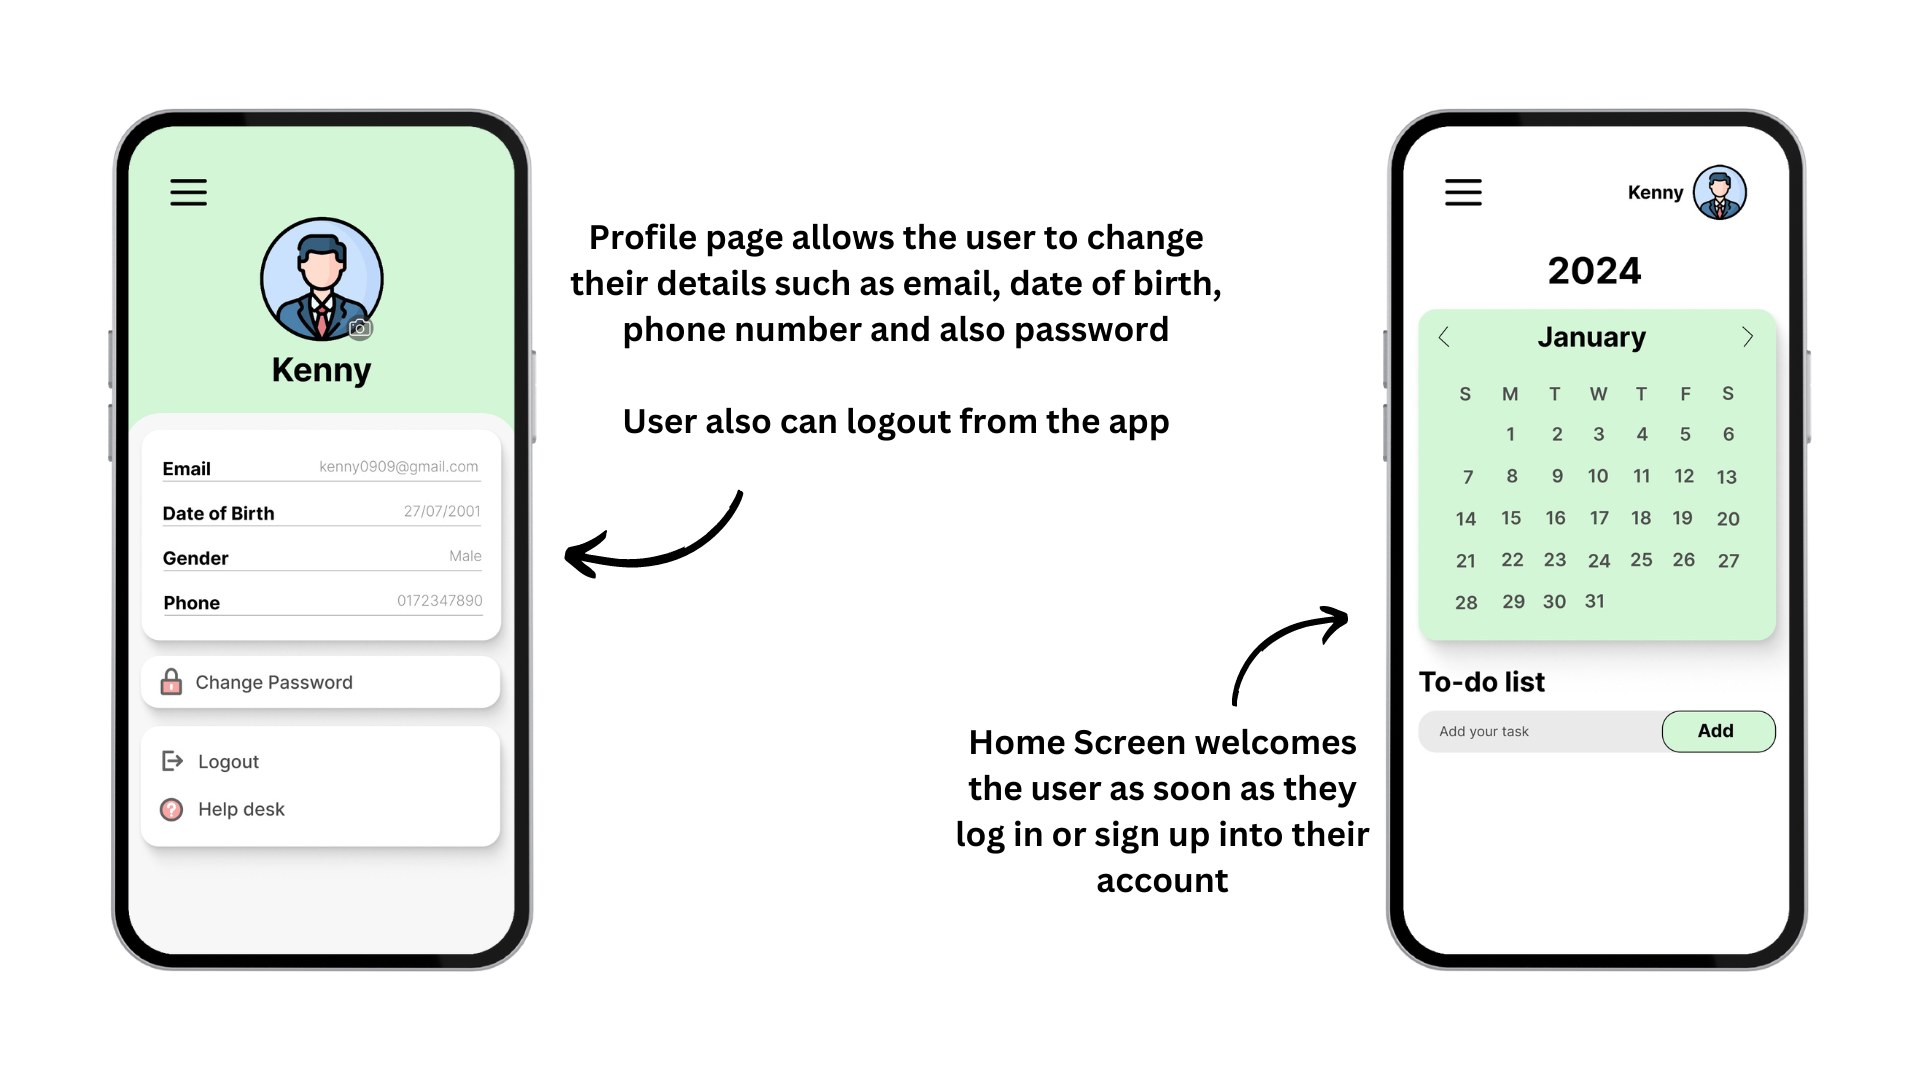 Kenny
Email kenny0909@gmail.com
Date of Birth 27/07/2001
Gender Male
Phone 0172347890
Change Password
Logout
? Help desk
Profile page allows the user to change
their details such as email, date of birth,
phone number and also password
User also can logout from the app
Home Screen welcomes
the user as soon as they
log in or sign up into their
account
Kenny
2024
January
S M T W T F S
1 2 3 4 5 6
7 8 9 10 11 12 13
14 15 16 17 18 19 20
21 22 23 24 25 26 27
28 29 30 31
To-do list
Add your task Add